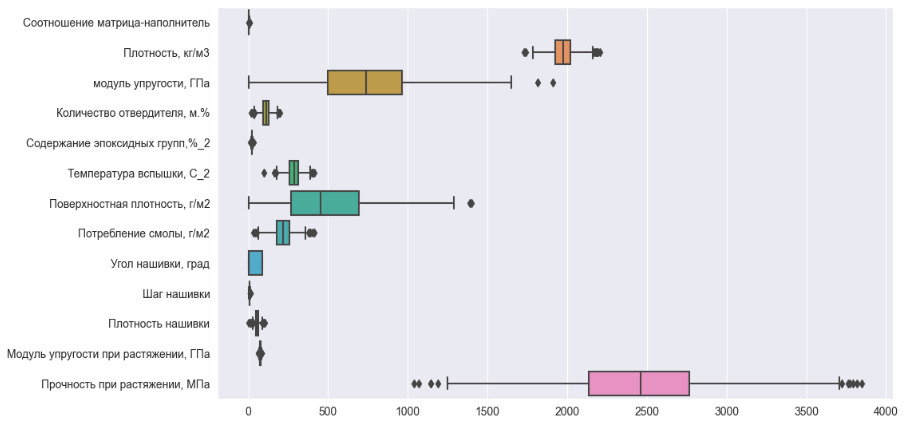 Соотношение матрица-наполнитель
Плотность, кг/м3
модуль упругости, ГПа
Количество отвердителя, м.%
Содержание эпоксидных групп,%_2
Температура вспышки, С_2
Поверхностная плотность, г/м2
Потребление смолы, г/м2
Угол нашивки, град
Шаг нашивки
Плотность нашивки
Модуль упругости при растяжении, ГПа
Прочность при растяжении, МПа
0 500 1000 1500 2000 2500 3000 3500 4000